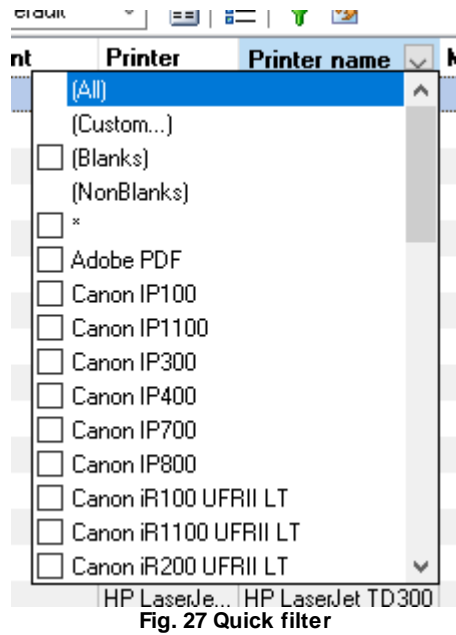 erault
nt Printer Printer name
(All)
(Custom...)
(Blanks)
(NonBlanks)
*
Adobe PDF
Canon IP100
Canon IP1100
Canon IP300
Canon IP400
Canon IP700
Canon IP800
Canon iR100 UFRII LT
Canon iR1100 UFRII LT
Canon iR200 UFRII LT
HP LaserJe... HP LaserJet TD300
Fig. 27 Quick filter